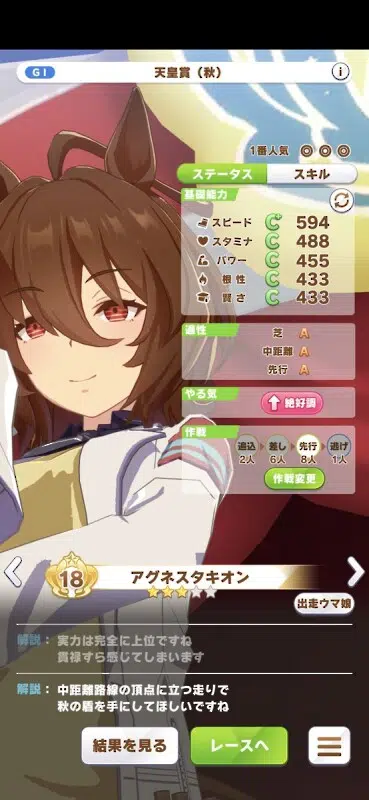 GI
天皇賞(秋)
i
1番人気 ◎ ◎ ◎
ステータス スキル
基礎能力
スピード C+ 594
スタミナ C 488
パワー C 455
根性 C 433
賢さ C 433
適性
芝 A
中距離 A
先行 A
やる気
絶好調
作戦
追込 差し 先行 逃げ
2人 6人 8人 1人
作戦変更
18 アグネスタキオン
出走ウマ娘
解説: 実力は完全に上位ですね
貫禄すら感じてしまいます
解説: 中距離路線の頂点に立つ走りで
秋の盾を手にしてほしいですね
結果を見る レースへ